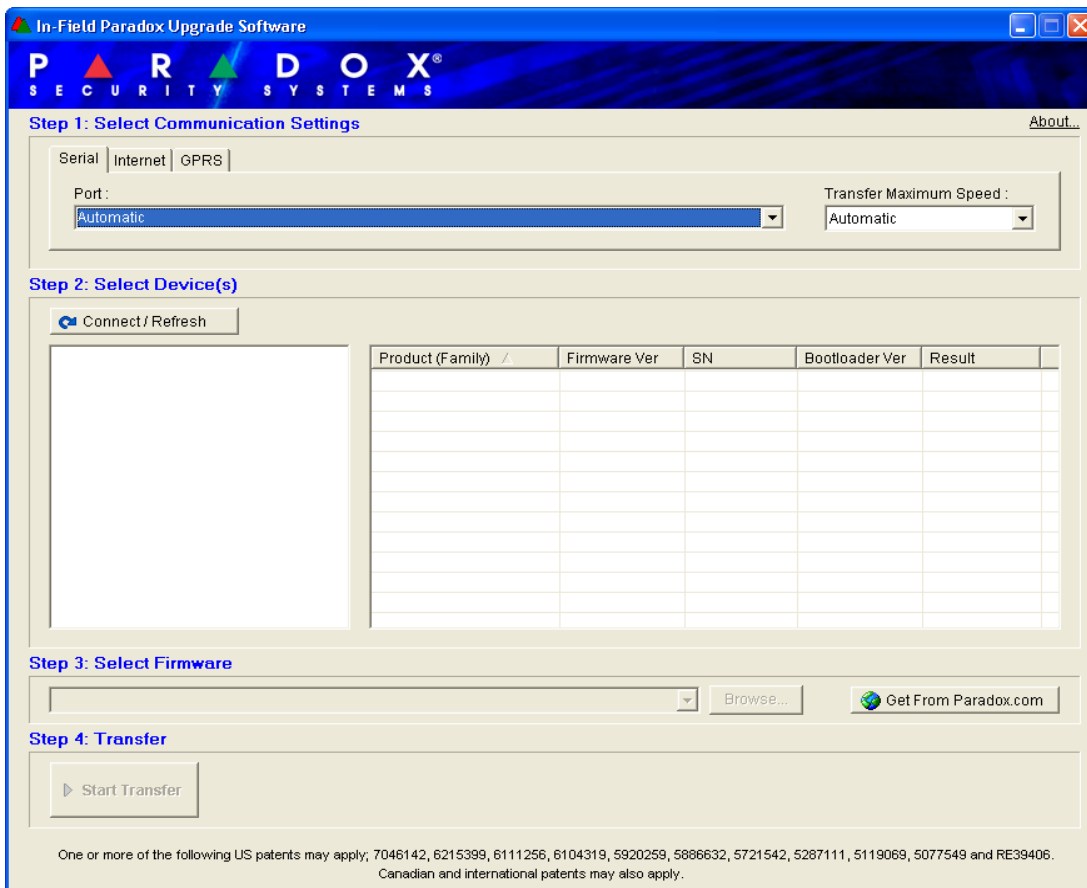 In-Field Paradox Upgrade Software
P A R A D O X®
S E C U R I T Y S Y S T E M S
Step 1: Select Communication Settings
About...
Serial Internet GPRS
Port :
Transfer Maximum Speed :
Automatic
Automatic
Step 2: Select Device(s)
Connect / Refresh
Product (Family) Firmware Ver SN Bootloader Ver Result
Step 3: Select Firmware
Browse...
Get From Paradox.com
Step 4: Transfer
Start Transfer
One or more of the following US patents may apply; 7046142, 6215399, 6111256, 6104319, 5920259, 5886632, 5721542, 5287111, 5119069, 5077549 and RE39406.
Canadian and international patents may also apply.